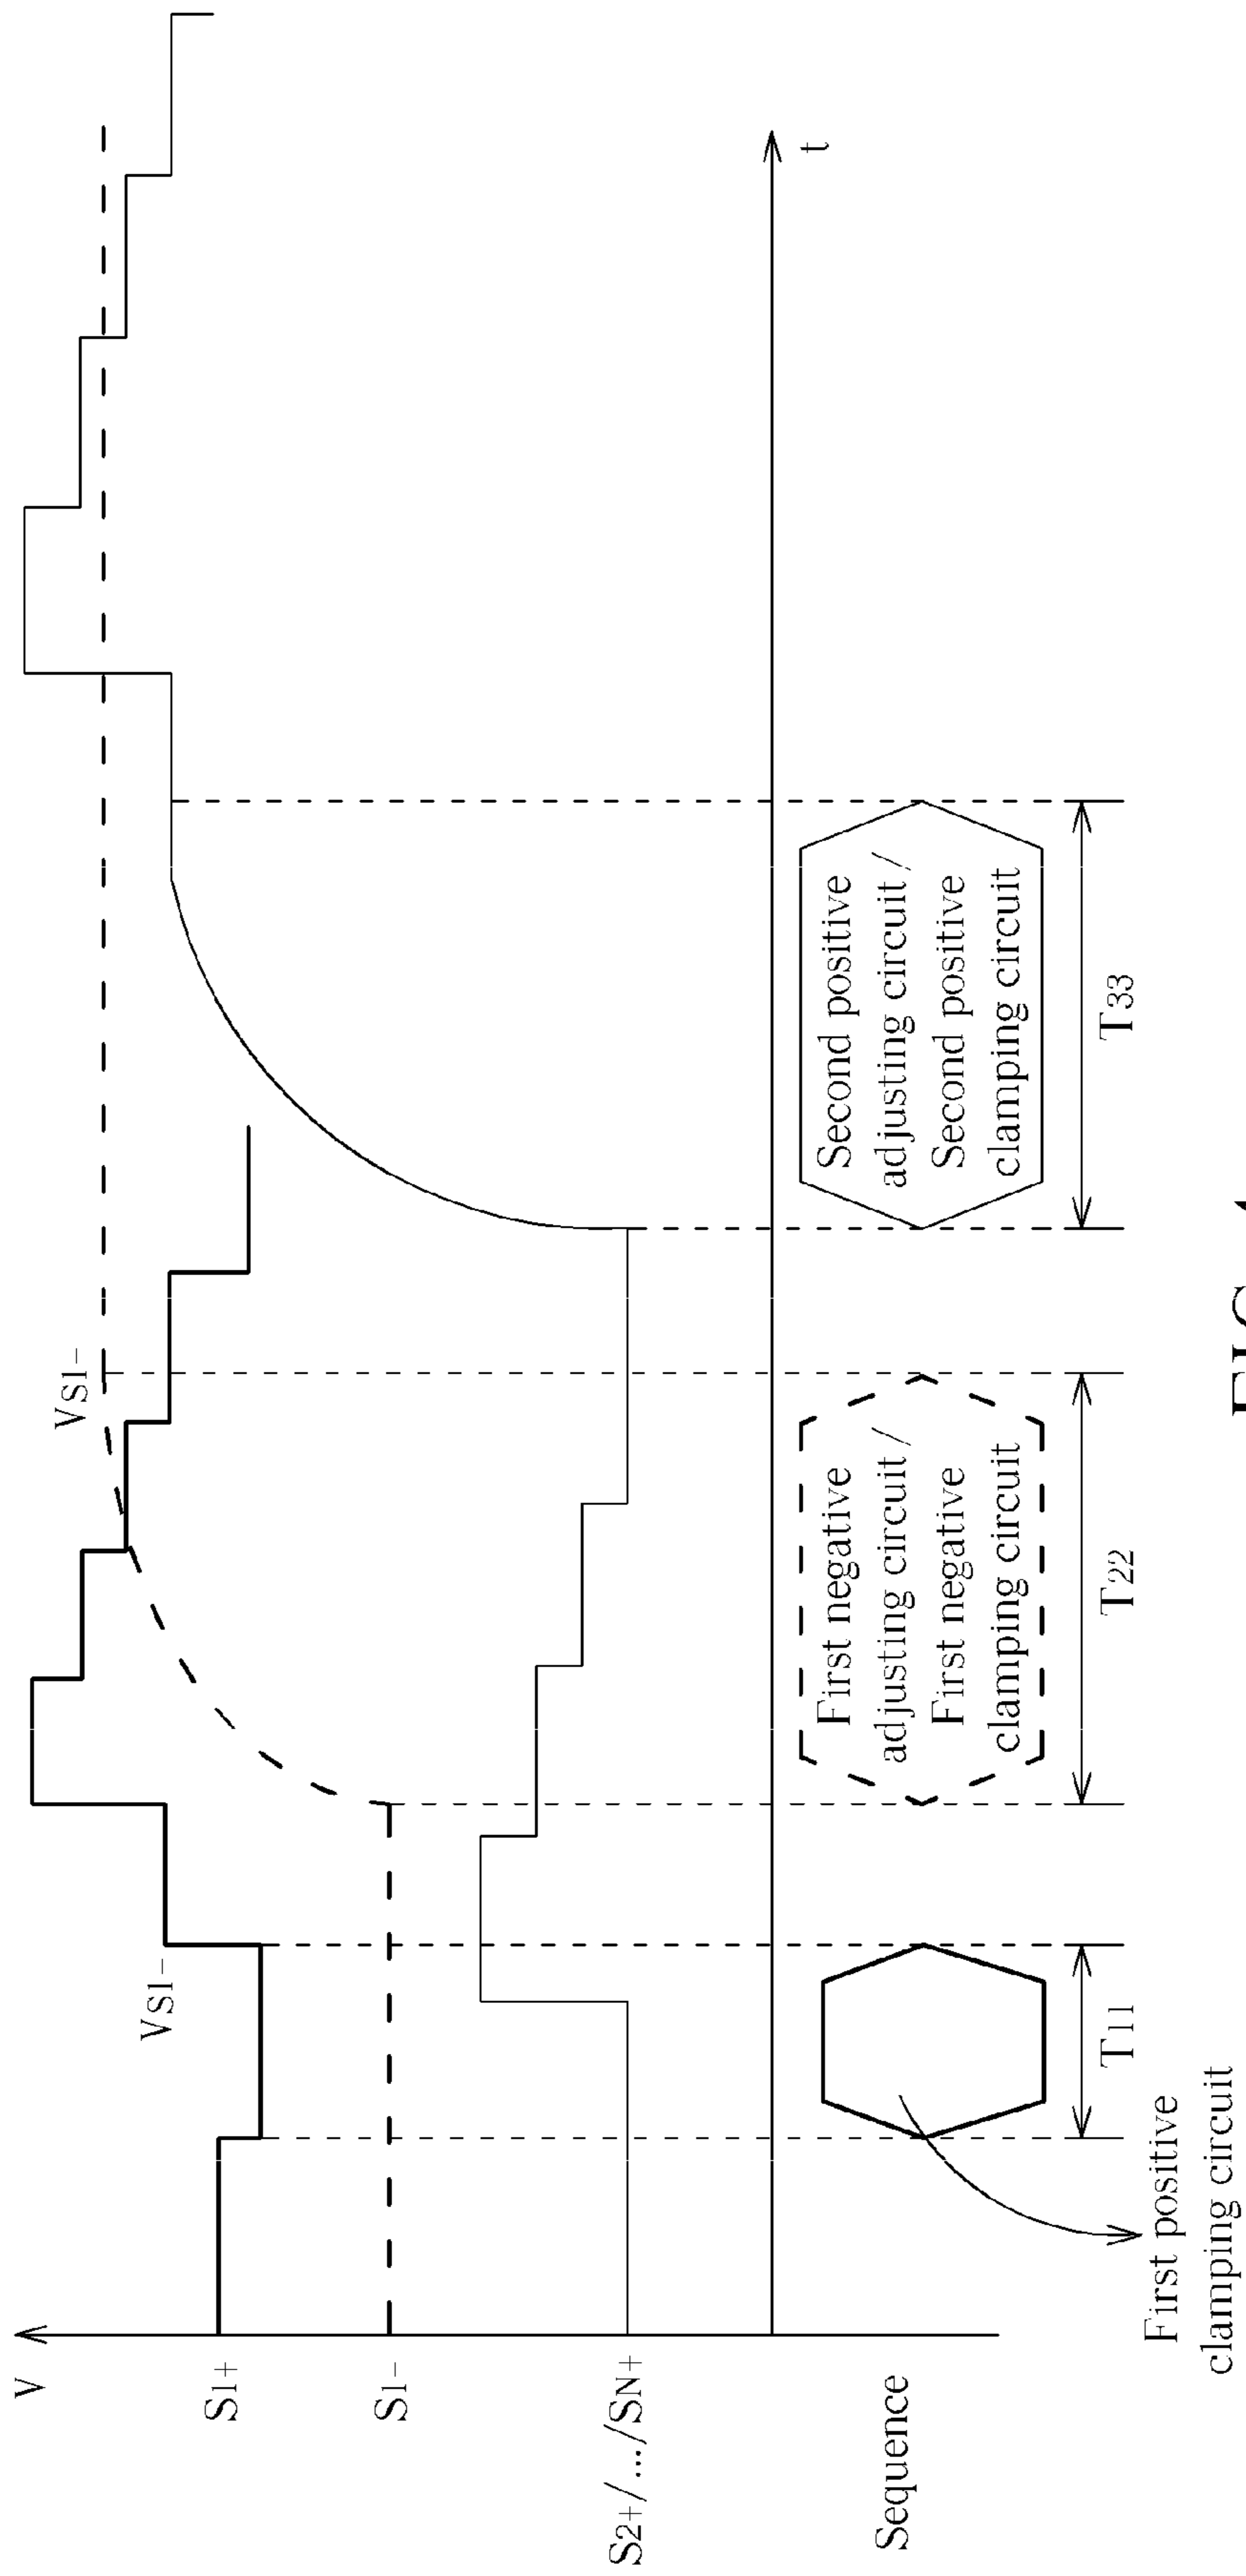 V
S1+
S1-
S2+/.../SN+
Sequence
VS1-
VS1-
t
First positive
clamping circuit
First negative
adjusting circuit /
First negative
clamping circuit
Second positive
adjusting circuit /
Second positive
clamping circuit
T11
T22
T33